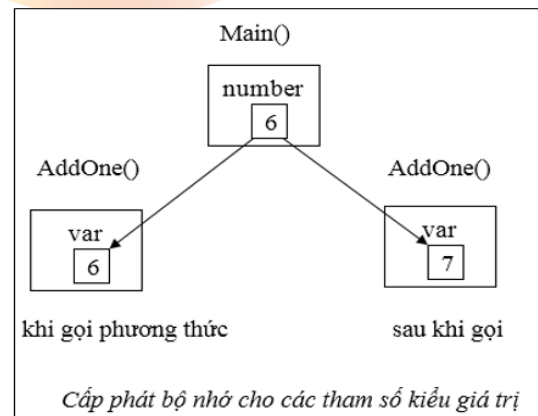 Main()
number
6
AddOne()
AddOne()
var
var
6
7
khi gọi phương thức
sau khi gọi
Cấp phát bộ nhớ cho các tham số kiểu giá trị